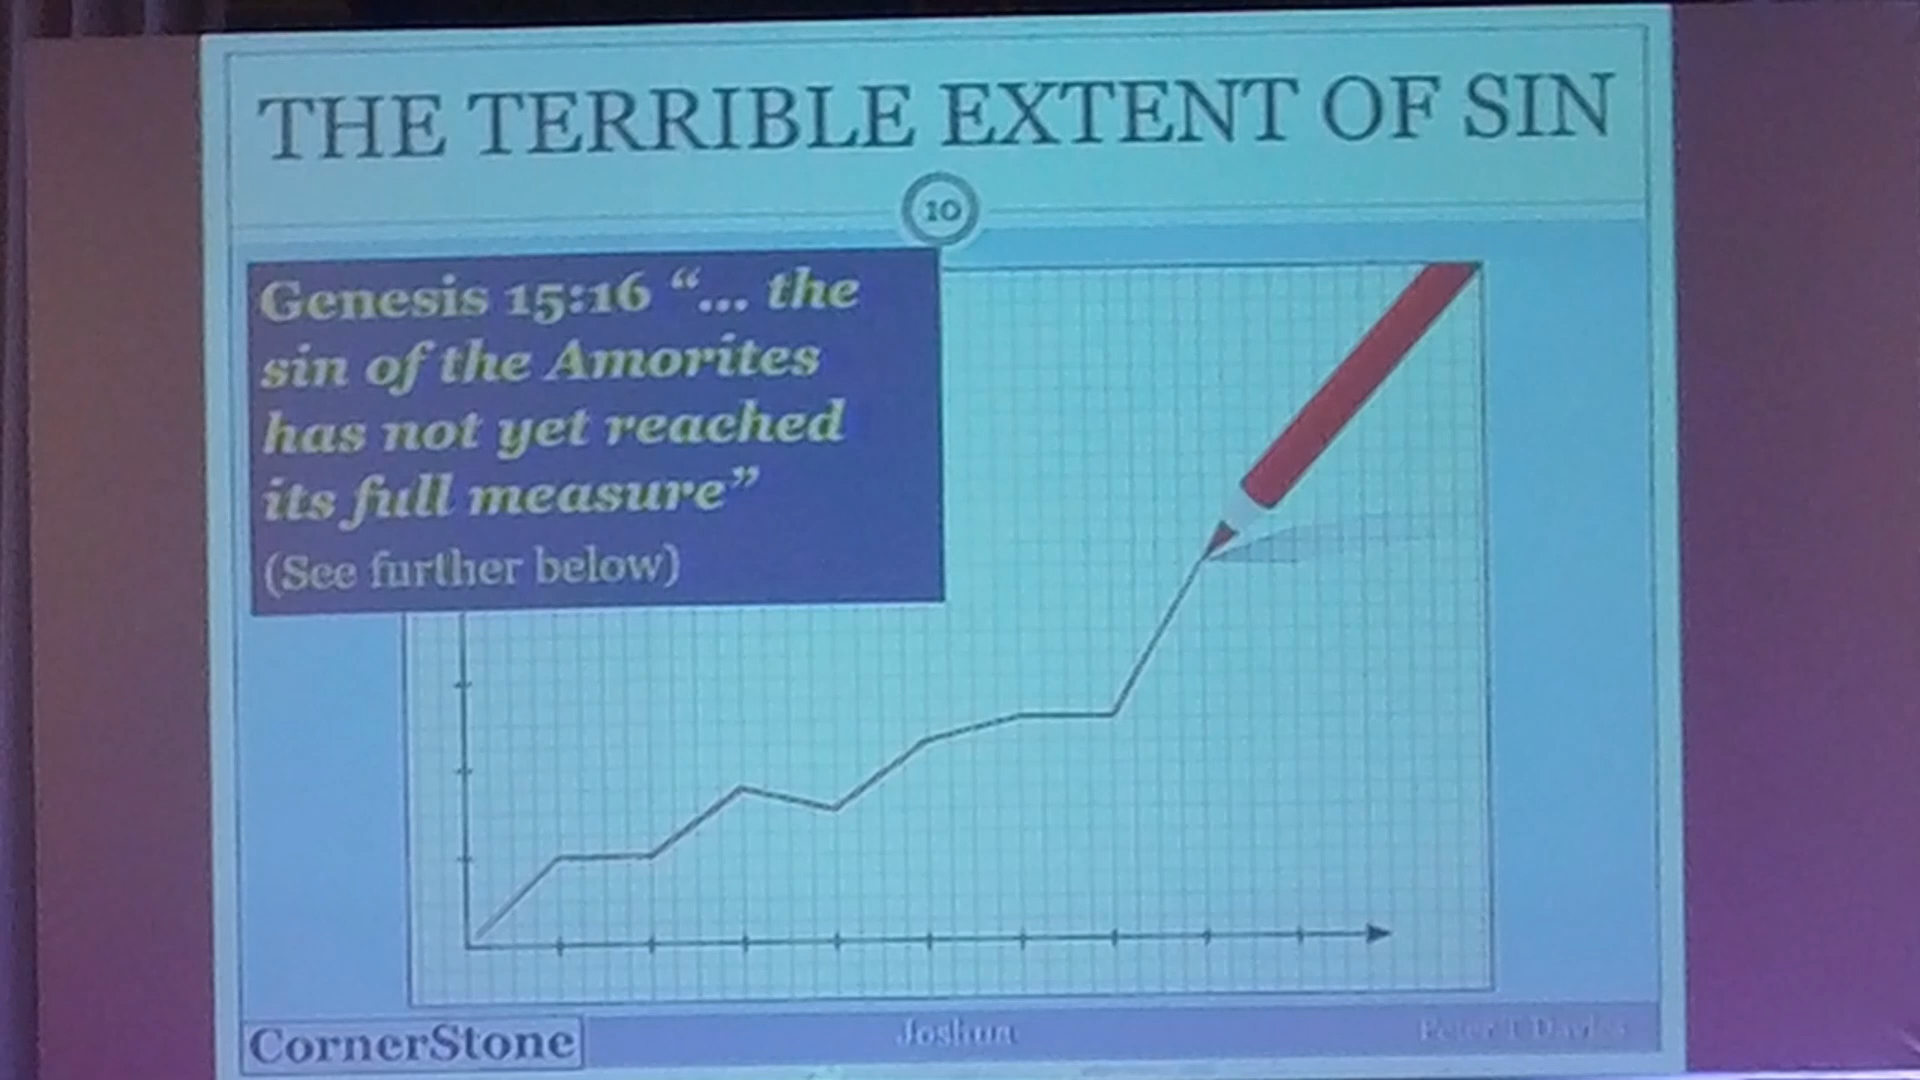 THE TERRIBLE EXTENT OF SIN
10
Genesis 15:16 “... the
sin of the Amorites
has not yet reached
its full measure”
(See further below)
CornerStone
Joshua
Peter